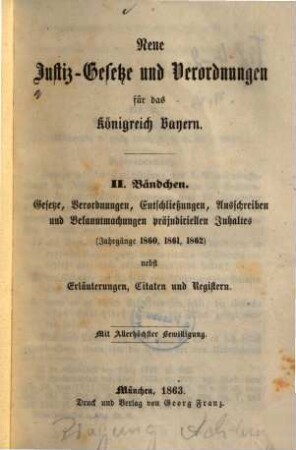 Neue
Justiz-Gesetze und Verordnungen
für das
Königreich Bayern.
II. Bändchen.
Gesetze, Verordnungen, Entschließungen, Ausschreiben
und Bekanntmachungen präjudiciellen Inhaltes
(Jahrgänge 1860, 1861, 1862)
nebst
Erläuterungen, Citaten und Registern.
Mit Allerhöchster Bewilligung.
München, 1863.
Druck und Verlag von Georg Franz.